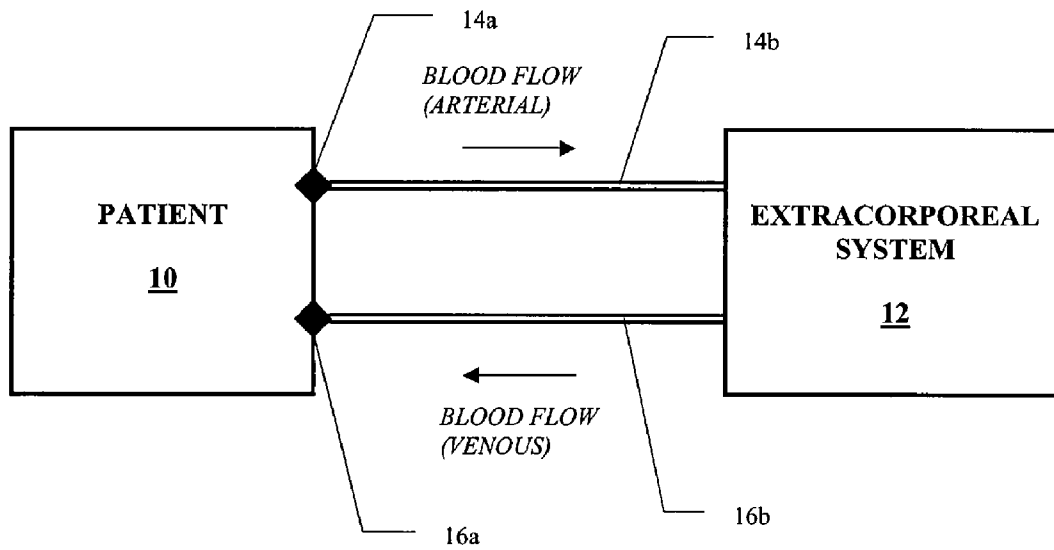 14a
14b
BLOOD FLOW
(ARTERIAL)
PATIENT
10
EXTRACORPOREAL
SYSTEM
12
BLOOD FLOW
(VENOUS)
16a
16b